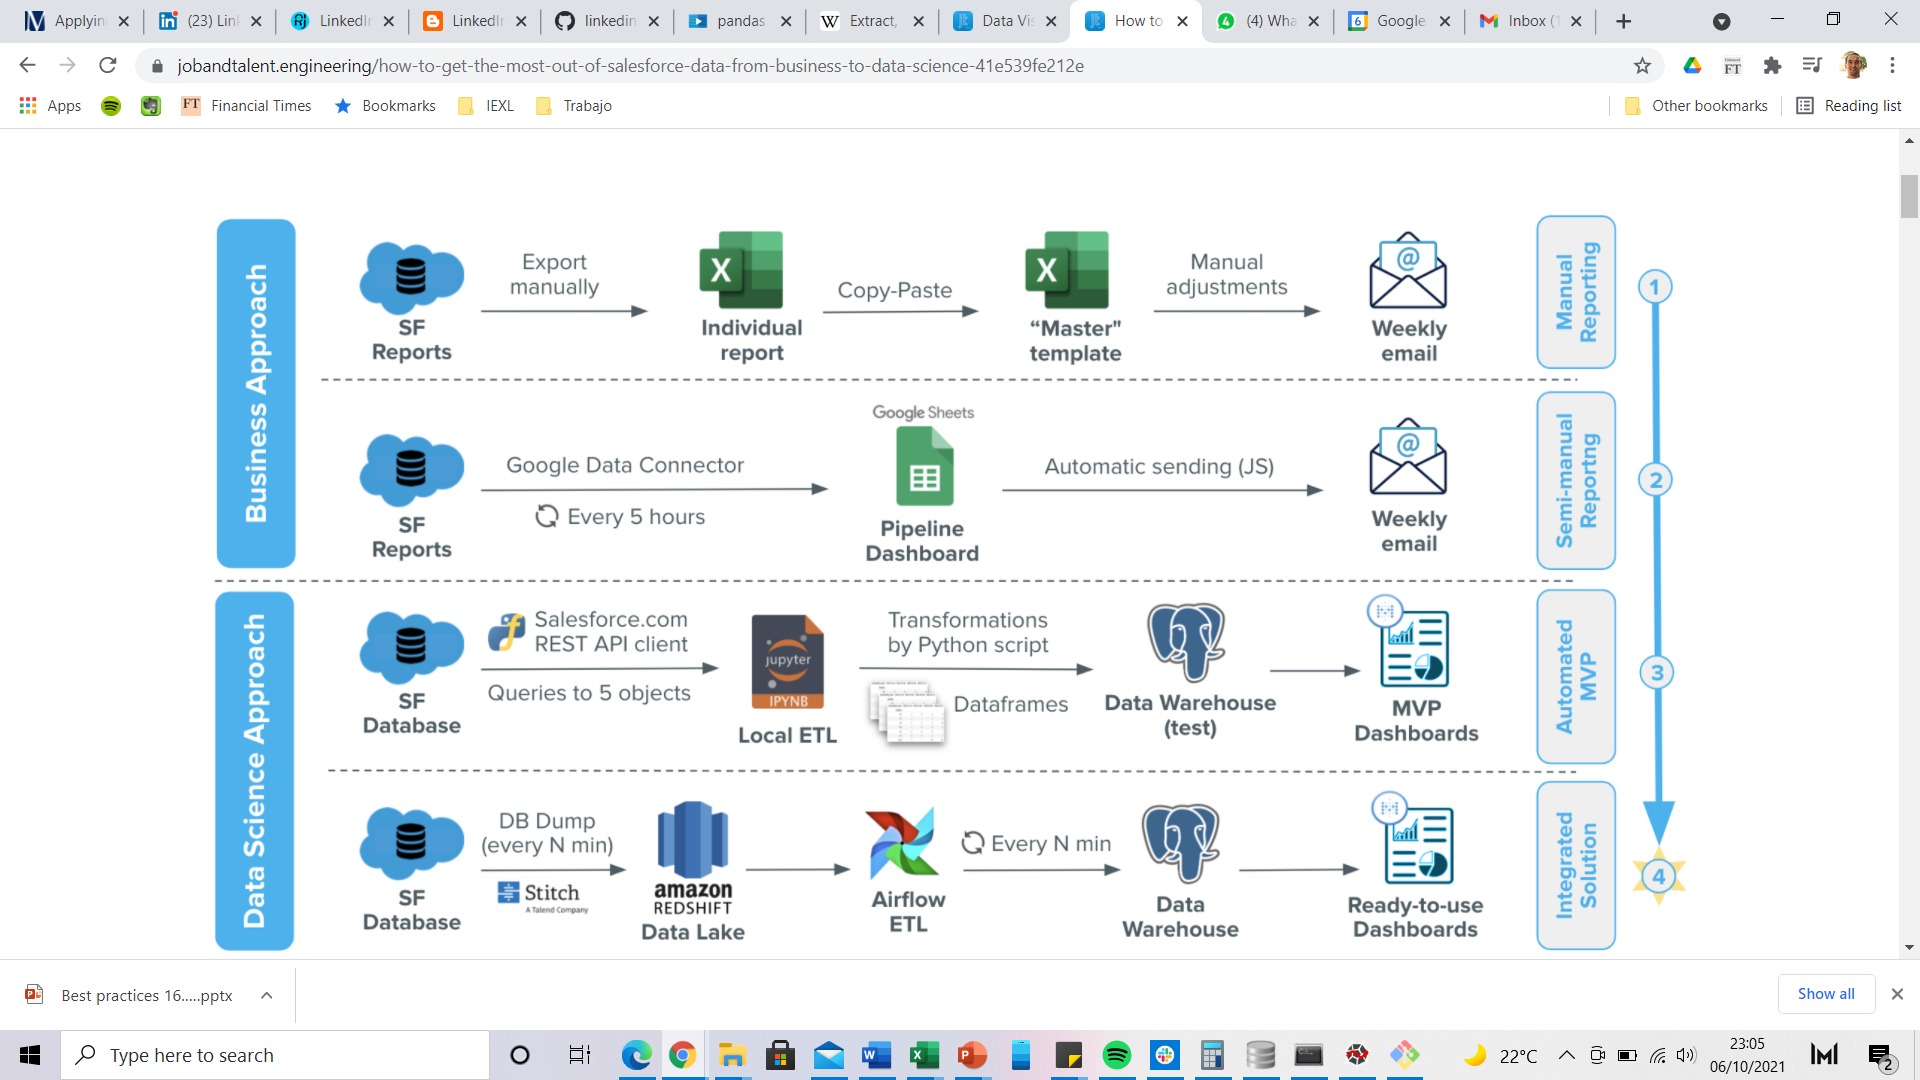 Applyin
(23) Lin
LinkedIn
LinkedIn
linkedin
pandas
Extract,
Data Vis
How to
(4) Wha
Google
Inbox (1
jobandtalent.engineering/how-to-get-the-most-out-of-salesforce-data-from-business-to-data-science-41e539fe212e
Apps
FT Financial Times
Bookmarks
IEXL
Trabajo
Other bookmarks
Reading list
Business Approach
SF
Reports
Export
manually
Individual
report
Copy-Paste
“Master"
template
Manual
adjustments
Weekly
email
Manual
Reporting
1
SF
Reports
Google Data Connector
Every 5 hours
Google Sheets
Pipeline
Dashboard
Automatic sending (JS)
Weekly
email
Semi-manual
Reportng
2
Data Science Approach
SF
Database
Salesforce.com
REST API client
Queries to 5 objects
jupyter
IPYNB
Local ETL
Transformations
by Python script
Dataframes
Data Warehouse
(test)
MVP
Dashboards
Automated
MVP
3
SF
Database
DB Dump
(every N min)
Stitch
A Talend Company
amazon
REDSHIFT
Data Lake
Airflow
ETL
Every N min
Data
Warehouse
Ready-to-use
Dashboards
Integrated
Solution
4
Best practices 16.....pptx
Show all
Type here to search
22°C
23:05
06/10/2021
2